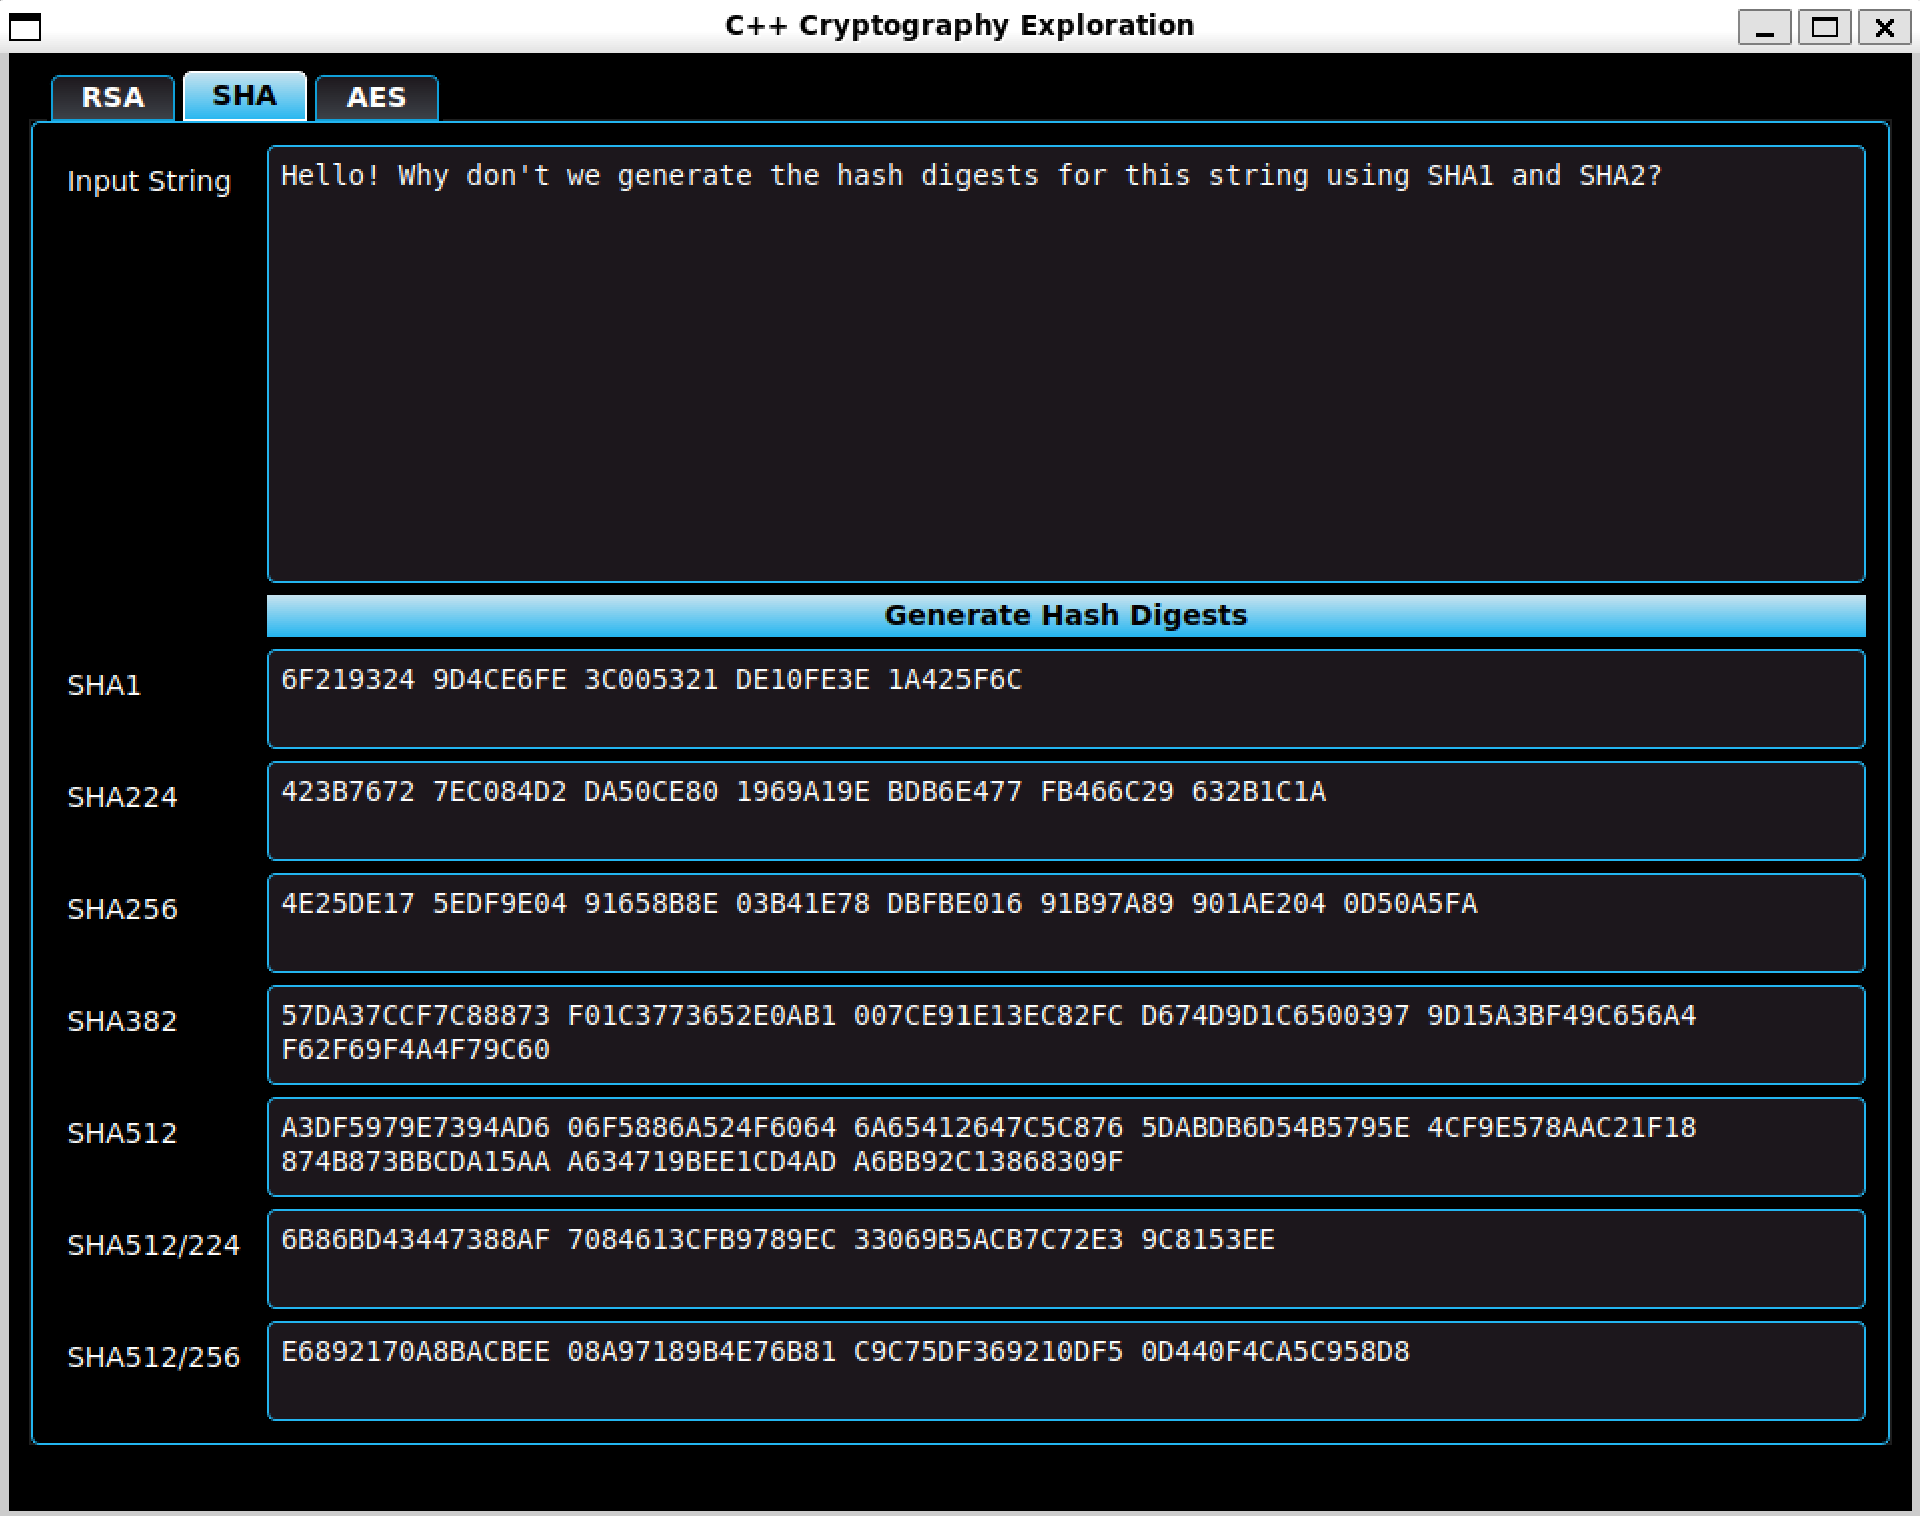 C++ Cryptography Exploration
RSA SHA AES
Input String
Hello! Why don't we generate the hash digests for this string using SHA1 and SHA2?
Generate Hash Digests
SHA1
6F219324 9D4CE6FE 3C005321 DE10FE3E 1A425F6C
SHA224
423B7672 7EC084D2 DA50CE80 1969A19E BDB6E477 FB466C29 632B1C1A
SHA256
4E25DE17 5EDF9E04 91658B8E 03B41E78 DBFBE016 91B97A89 901AE204 0D50A5FA
SHA382
57DA37CCF7C88873 F01C3773652E0AB1 007CE91E13EC82FC D674D9D1C6500397 9D15A3BF49C656A4
F62F69F4A4F79C60
SHA512
A3DF5979E7394AD6 06F5886A524F6064 6A65412647C5C876 5DABDB6D54B5795E 4CF9E578AAC21F18
874B873BBCDA15AA A634719BEE1CD4AD A6BB92C13868309F
SHA512/224
6B86BD43447388AF 7084613CFB9789EC 33069B5ACB7C72E3 9C8153EE
SHA512/256
E6892170A8BACBEE 08A97189B4E76B81 C9C75DF369210DF5 0D440F4CA5C958D8